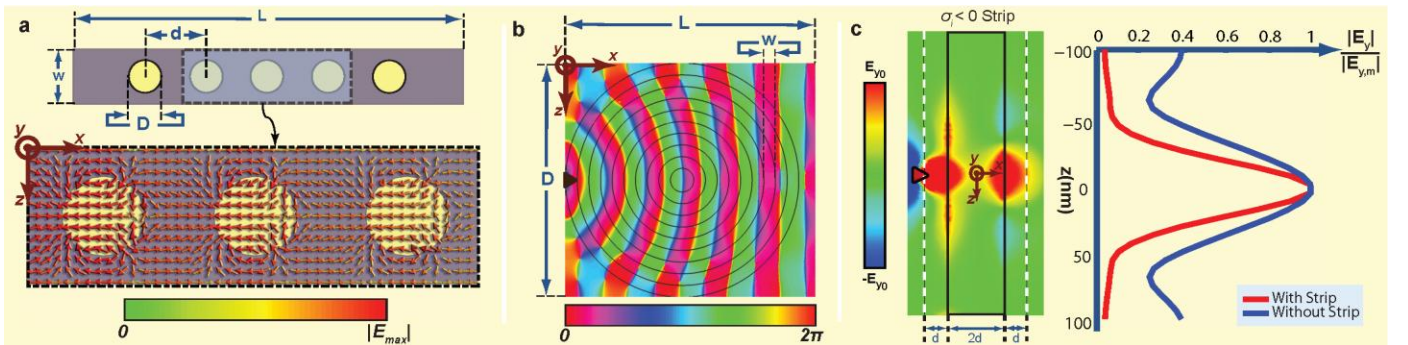 a
L
d
w
D
y
x
z
0
|E_max|
b
L
w
y
x
z
D
0
2π
c
σ_i < 0 Strip
E_y0
-E_y0
y
x
z
d
2d
d
0 0.2 0.4 0.6 0.8 1
|E_y|
|E_y,m|
-100
-50
0
50
100
z(nm)
With Strip
Without Strip